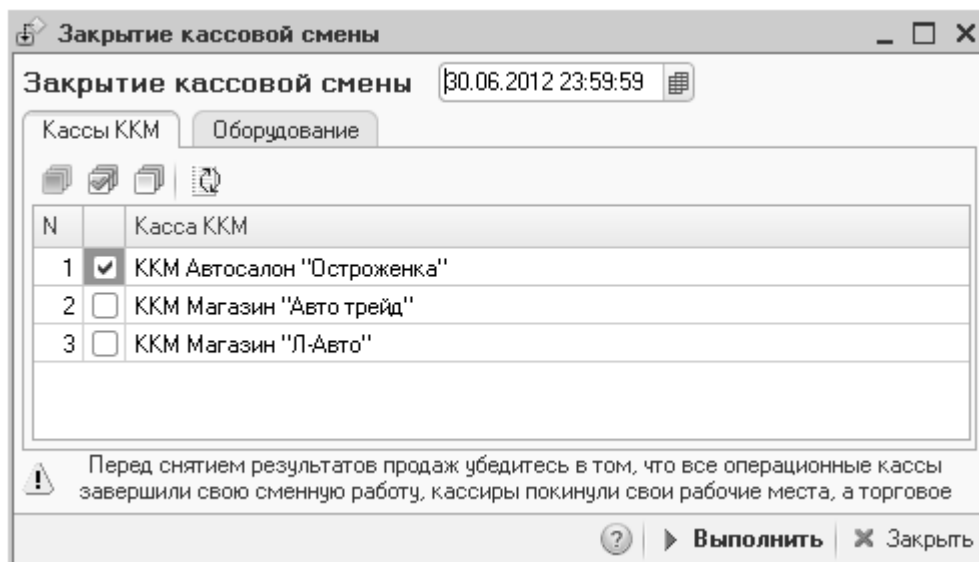 Закрытие кассовой смены
Закрытие кассовой смены 30.06.2012 23:59:59
Кассы ККМ Оборудование
N Касса ККМ
1 ККМ Автосалон "Остроженка"
2 ККМ Магазин "Авто трейд"
3 ККМ Магазин "Л-Авто"
Перед снятием результатов продаж убедитесь в том, что все операционные кассы
завершили свою сменную работу, кассиры покинули свои рабочие места, а торговое
? Выполнить Закрыть